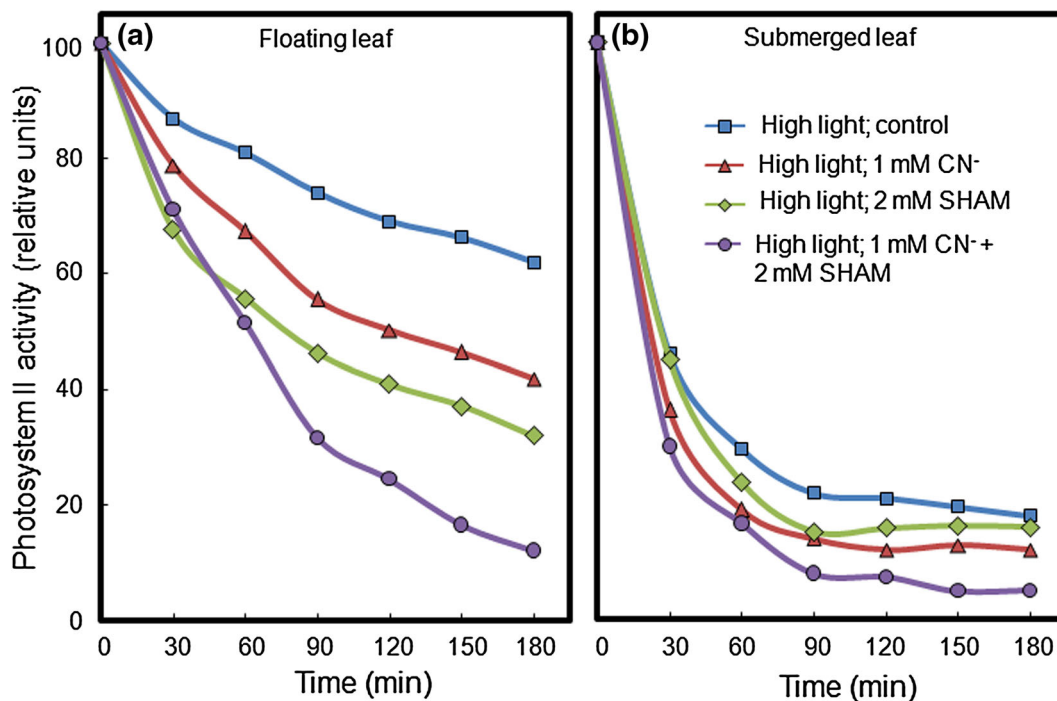 (a) Floating leaf
(b) Submerged leaf
Photosystem II activity (relative units)
100
80
60
40
20
0
High light; control
High light; 1 mM CN-
High light; 2 mM SHAM
High light; 1 mM CN- +
2 mM SHAM
0 30 60 90 120 150 180
0 30 60 90 120 150 180
Time (min)
Time (min)